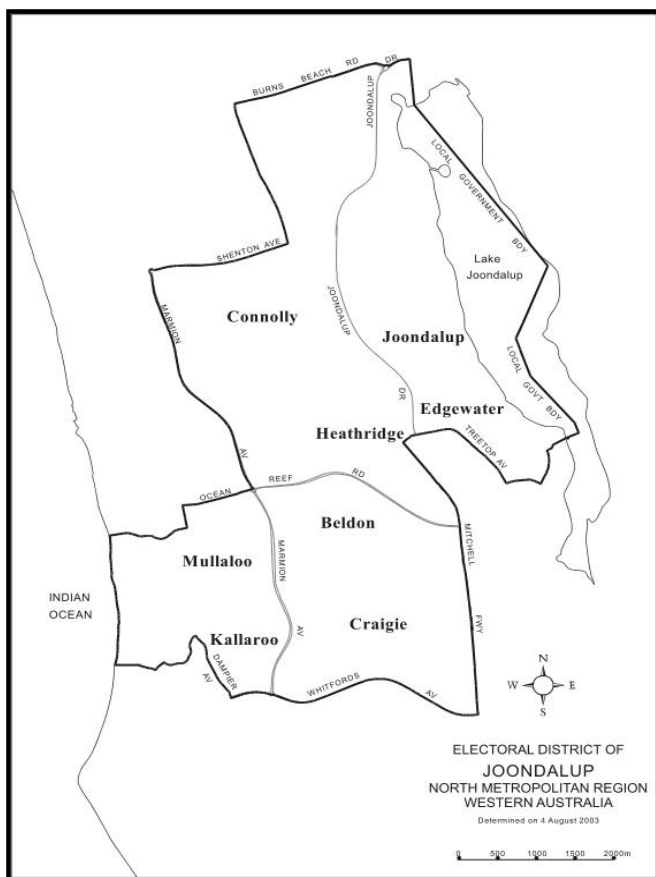 BURNS BEACH RD
DR
JOONDALUP
LOCAL GOVERNMENT BDY
SHENTON AVE
Lake
Joondalup
MARMION
Connolly
JOONDALUP
Joondalup
LOCAL GOVT BDY
DR
Edgewater
Heathridge
TREETOP AV
AV
OCEAN REEF RD
Beldon
MITCHELL
Mullaloo
MARMION
INDIAN
OCEAN
Craigie
FWY
Kallaroo
AV
DAMPIER
AV
WHITFORDS AV
N
W E
S
ELECTORAL DISTRICT OF
JOONDALUP
NORTH METROPOLITAN REGION
WESTERN AUSTRALIA
Determined on 4 August 2003
0 500 1000 1500 2000m